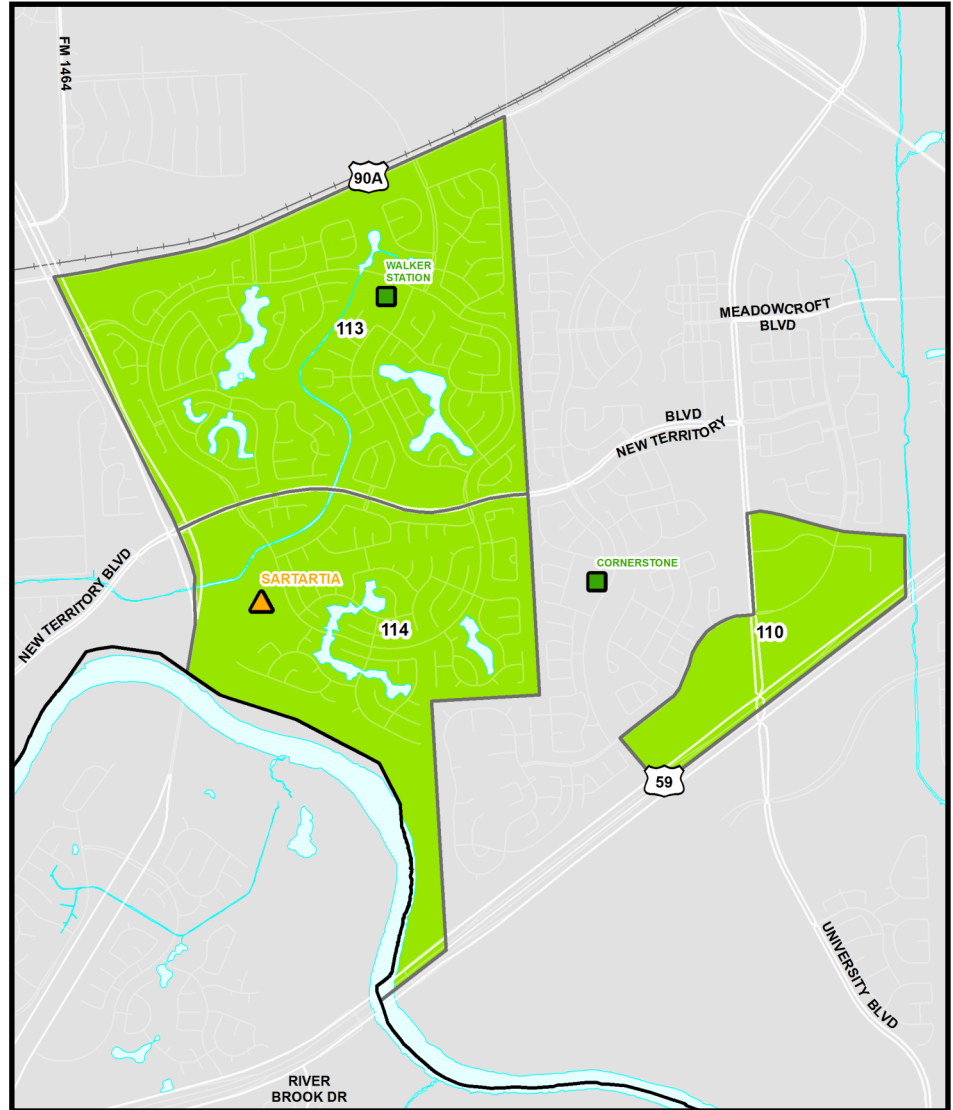 FM 1464
90A
WALKER
STATION
113
MEADOWCROFT
BLVD
BLVD
NEW TERRITORY
NEW TERRITORY BLVD
CORNERSTONE
SARTARTIA
114
110
59
UNIVERSITY BLVD
RIVER
BROOK DR